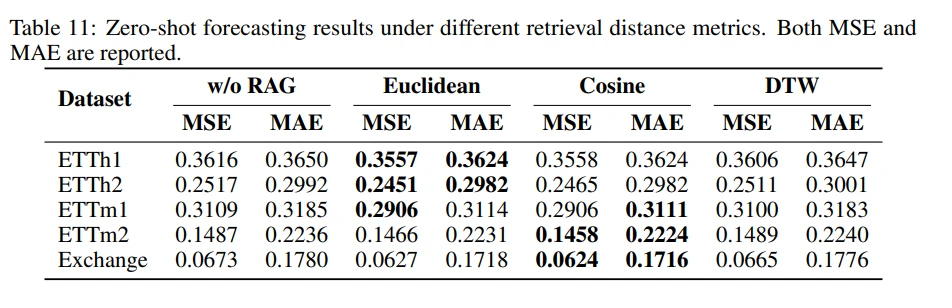 Table 11: Zero-shot forecasting results under different retrieval distance metrics. Both MSE and
MAE are reported.
Dataset w/o RAG Euclidean Cosine DTW
MSE MAE MSE MAE MSE MAE MSE MAE
ETTh1 0.3616 0.3650 0.3557 0.3624 0.3558 0.3624 0.3606 0.3647
ETTh2 0.2517 0.2992 0.2451 0.2982 0.2465 0.2982 0.2511 0.3001
ETTm1 0.3109 0.3185 0.2906 0.3114 0.2906 0.3111 0.3100 0.3183
ETTm2 0.1487 0.2236 0.1466 0.2231 0.1458 0.2224 0.1489 0.2240
Exchange 0.0673 0.1780 0.0627 0.1718 0.0624 0.1716 0.0665 0.1776